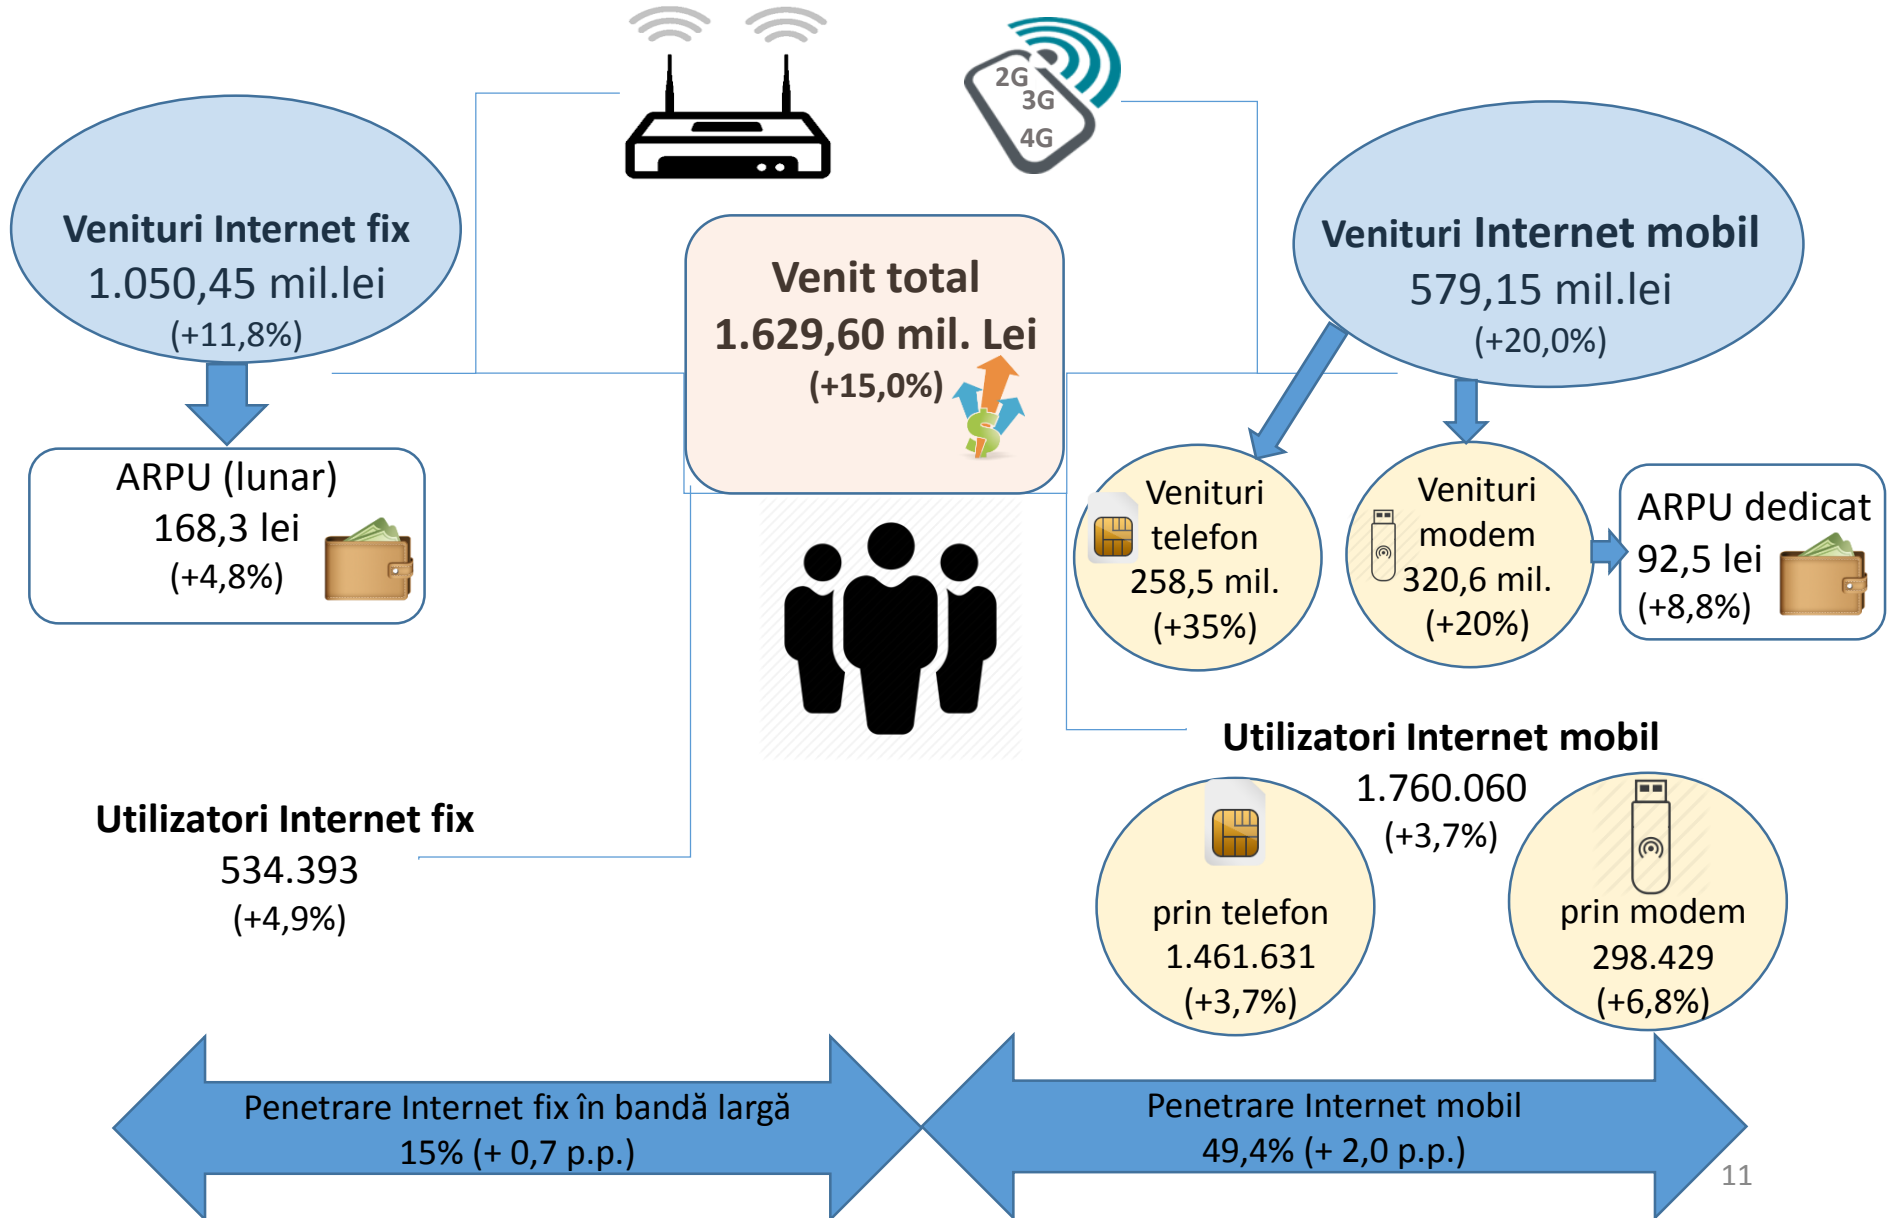 2G
3G
4G
Venituri Internet fix
1.050,45 mil.lei
(+11,8%)
Venit total
1.629,60 mil. Lei
(+15,0%)
Venituri Internet mobil
579,15 mil.lei
(+20,0%)
ARPU (lunar)
168,3 lei
(+4,8%)
Venituri
telefon
258,5 mil.
(+35%)
Venituri
modem
320,6 mil.
(+20%)
ARPU dedicat
92,5 lei
(+8,8%)
Utilizatori Internet fix
534.393
(+4,9%)
Utilizatori Internet mobil
1.760.060
(+3,7%)
prin telefon
1.461.631
(+3,7%)
prin modem
298.429
(+6,8%)
Penetrare Internet fix în bandă largă
15% (+ 0,7 p.p.)
Penetrare Internet mobil
49,4% (+ 2,0 p.p.)
11